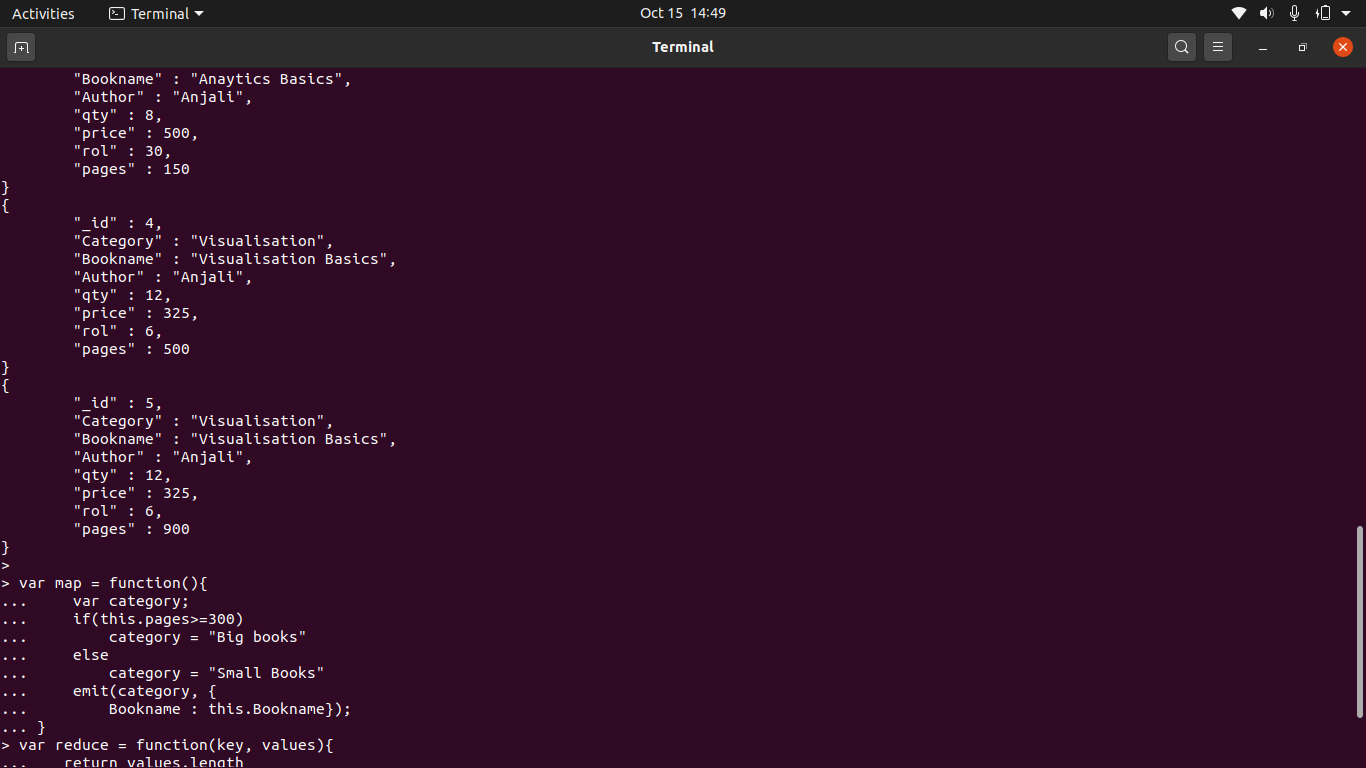 Activities Terminal Oct 15 14:49
Terminal
"Bookname" : "Anaytics Basics",
"Author" : "Anjali",
"qty" : 8,
"price" : 500,
"rol" : 30,
"pages" : 150
}
{
"_id" : 4,
"Category" : "Visualisation",
"Bookname" : "Visualisation Basics",
"Author" : "Anjali",
"qty" : 12,
"price" : 325,
"rol" : 6,
"pages" : 500
}
{
"_id" : 5,
"Category" : "Visualisation",
"Bookname" : "Visualisation Basics",
"Author" : "Anjali",
"qty" : 12,
"price" : 325,
"rol" : 6,
"pages" : 900
}
>
> var map = function(){
...     var category;
...     if(this.pages>=300)
...         category = "Big books"
...     else
...         category = "Small Books"
...     emit(category, {
...         Bookname : this.Bookname});
... }
> var reduce = function(key, values){
...    return values.length